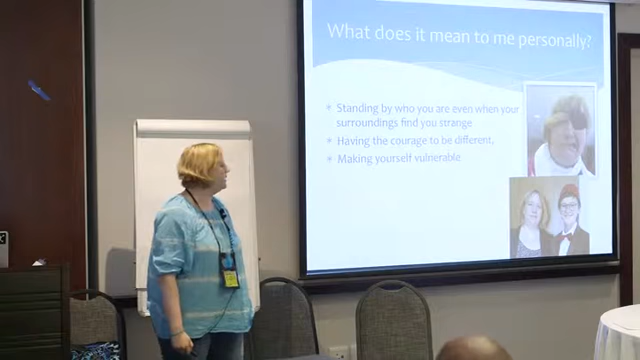 What does it mean to me personally?
Standing by who you are even when your
surroundings find you strange
Having the courage to be different,
Making yourself vulnerable